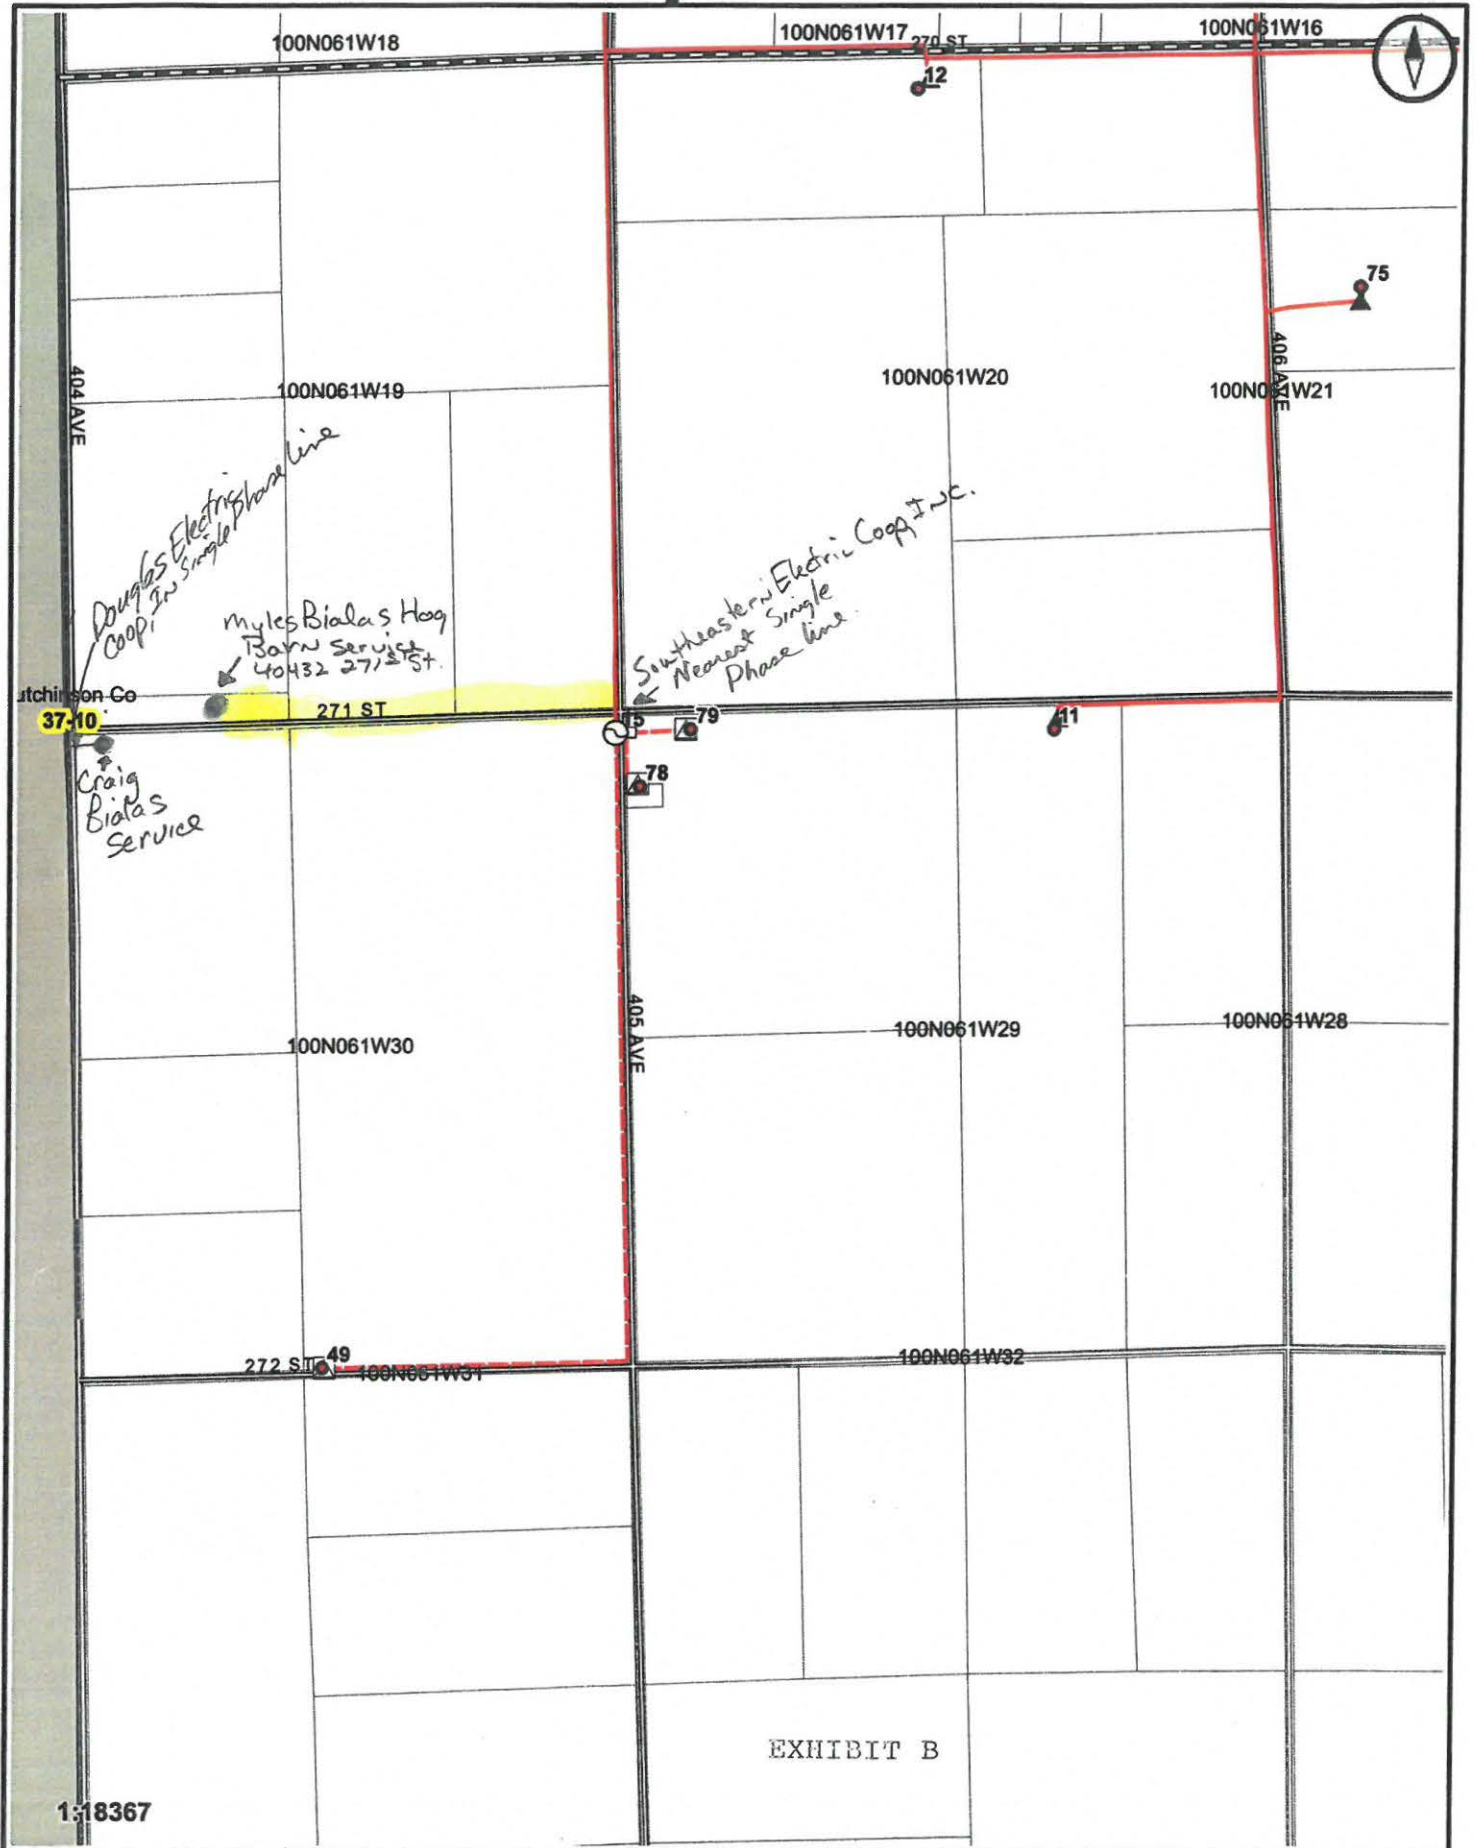 100N061W18
100N061W17
270 ST
100N061W16
12
75
404 AVE
100N061W19
100N061W20
406 AVE
100N061W21
Douglas Electric
Coop, In Single phase line
Myles Bialas Hog
Barn Service
40432 271st St.
Southeastern Electric Coop, Inc.
Nearest Single
Phase line.
utchinson Co
37-10
271 ST
15
79
11
78
Craig
Bialas
Service
405 AVE
100N061W30
100N061W29
100N061W28
272 ST
49
100N061W31
100N061W32
EXHIBIT B
1:18367